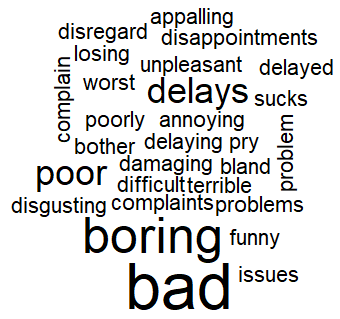 appalling
disregard
disappointments
losing
complain
unpleasant
delayed
worst
delays
sucks
poorly
annoying
problem
bother
delaying
pry
damaging
bland
poor
difficult
terrible
disgusting
complaints
problems
boring
funny
bad
issues